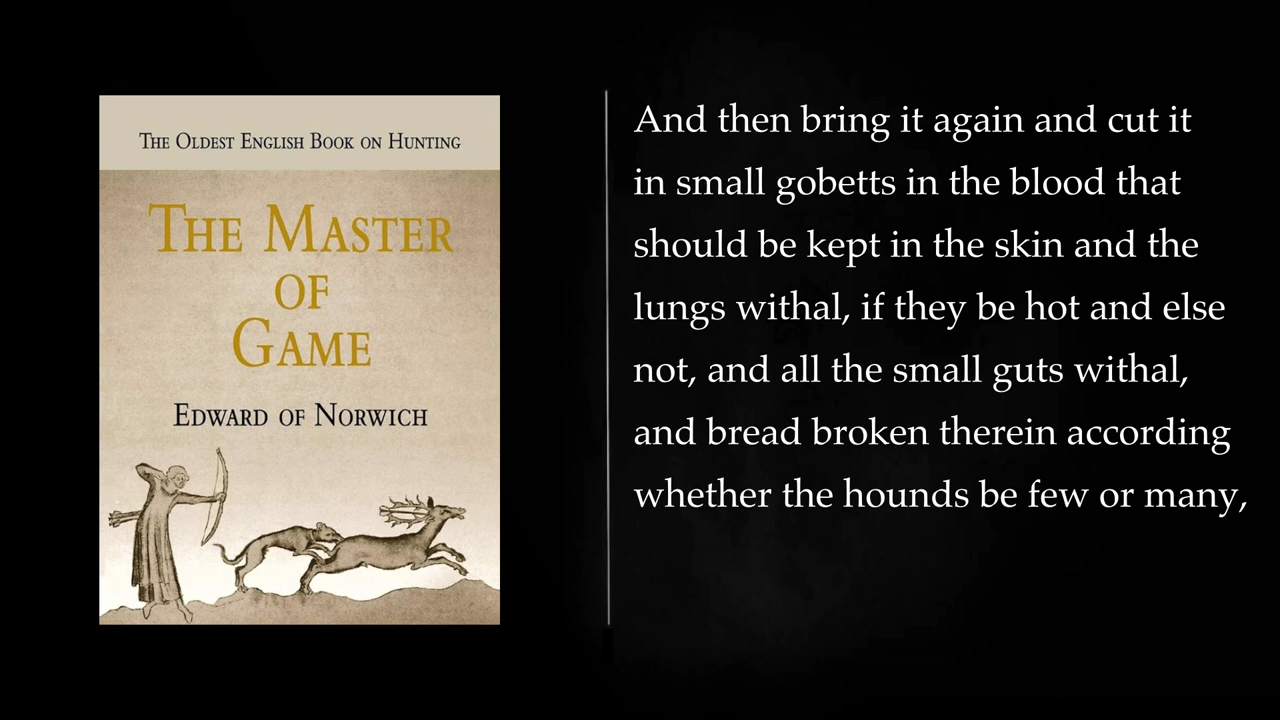 The Oldest English Book on Hunting
The Master
of
Game
Edward of Norwich
And then bring it again and cut it
in small gobetts in the blood that
should be kept in the skin and the
lungs withal, if they be hot and else
not, and all the small guts withal,
and bread broken therein according
whether the hounds be few or many,